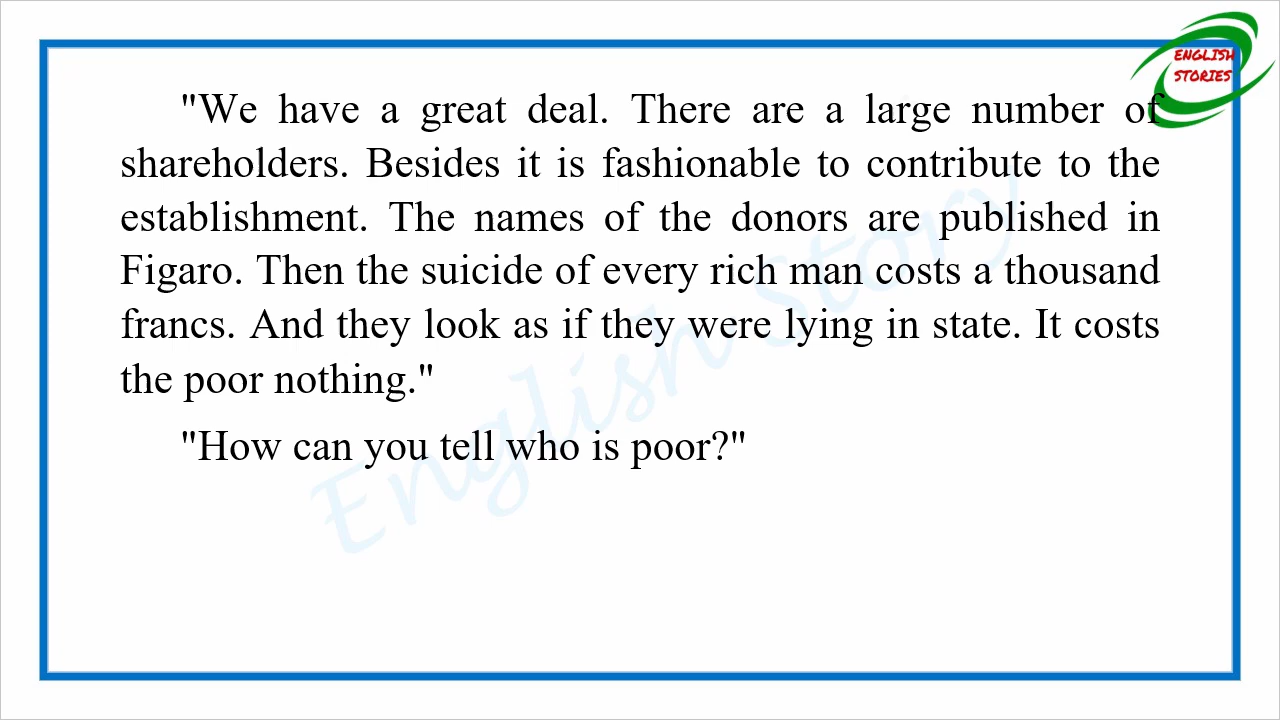 ENGLISH
STORIES
"We have a great deal. There are a large number of
shareholders. Besides it is fashionable to contribute to the
establishment. The names of the donors are published in
Figaro. Then the suicide of every rich man costs a thousand
francs. And they look as if they were lying in state. It costs
the poor nothing."
"How can you tell who is poor?"
English Story